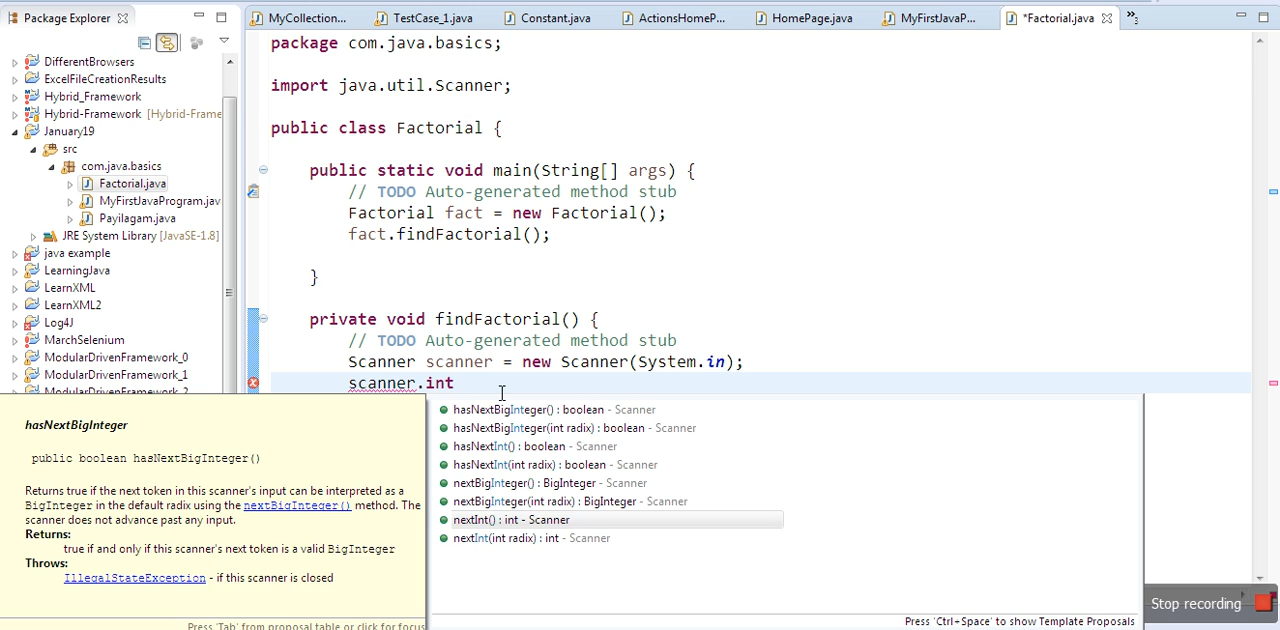 Package Explorer
MyCollection...
TestCase_1.java
Constant.java
ActionsHomeP...
HomePage.java
MyFirstJavaP...
*Factorial.java
»3
DifferentBrowsers
ExcelFileCreationResults
Hybrid_Framework
Hybrid-Framework [Hybrid-Frame
January19
src
com.java.basics
Factorial.java
MyFirstJavaProgram.jav
Payilagam.java
JRE System Library [JavaSE-1.8]
java example
LearningJava
LearnXML
LearnXML2
Log4J
MarchSelenium
ModularDrivenFramework_0
ModularDrivenFramework_1
ModularDrivenFramework_2
package com.java.basics;
import java.util.Scanner;
public class Factorial {
public static void main(String[] args) {
// TODO Auto-generated method stub
Factorial fact = new Factorial();
fact.findFactorial();
}
private void findFactorial() {
// TODO Auto-generated method stub
Scanner scanner = new Scanner(System.in);
scanner.int
hasNextBigInteger
public boolean hasNextBigInteger()
Returns true if the next token in this scanner's input can be interpreted as a
BigInteger in the default radix using the nextBigInteger() method. The
scanner does not advance past any input.
Returns:
true if and only if this scanner's next token is a valid BigInteger
Throws:
IllegalStateException - if this scanner is closed
Press 'Tab' from proposal table or click for focus
hasNextBigInteger() : boolean - Scanner
hasNextBigInteger(int radix) : boolean - Scanner
hasNextInt() : boolean - Scanner
hasNextInt(int radix) : boolean - Scanner
nextBigInteger() : BigInteger - Scanner
nextBigInteger(int radix) : BigInteger - Scanner
nextInt() : int - Scanner
nextInt(int radix) : int - Scanner
Press 'Ctrl+Space' to show Template Proposals
Stop recording